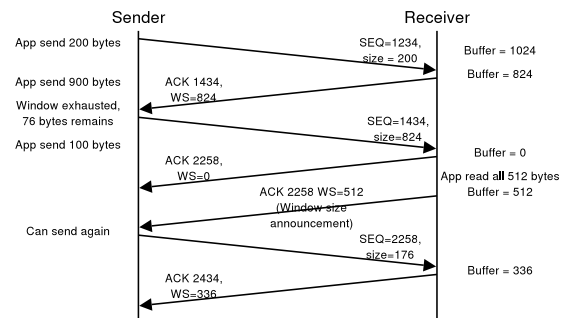 Sender
Receiver
App send 200 bytes
SEQ=1234,
size = 200
Buffer = 1024
Buffer = 824
App send 900 bytes
ACK 1434,
WS=824
Window exhausted,
76 bytes remains
SEQ=1434,
size=824
App send 100 bytes
Buffer = 0
ACK 2258,
WS=0
App read all 512 bytes
Buffer = 512
ACK 2258 WS=512
(Window size
announcement)
Can send again
SEQ=2258,
size=176
Buffer = 336
ACK 2434,
WS=336